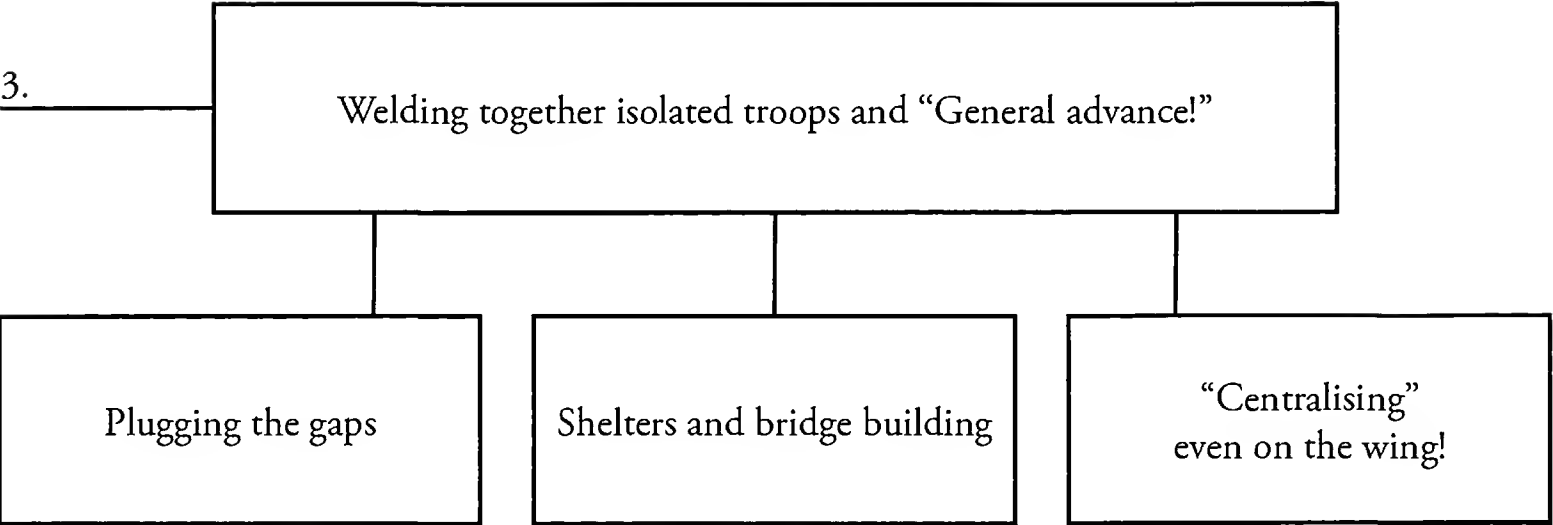 3.
Welding together isolated troops and “General advance!”
Plugging the gaps
Shelters and bridge building
“Centralising”
even on the wing!